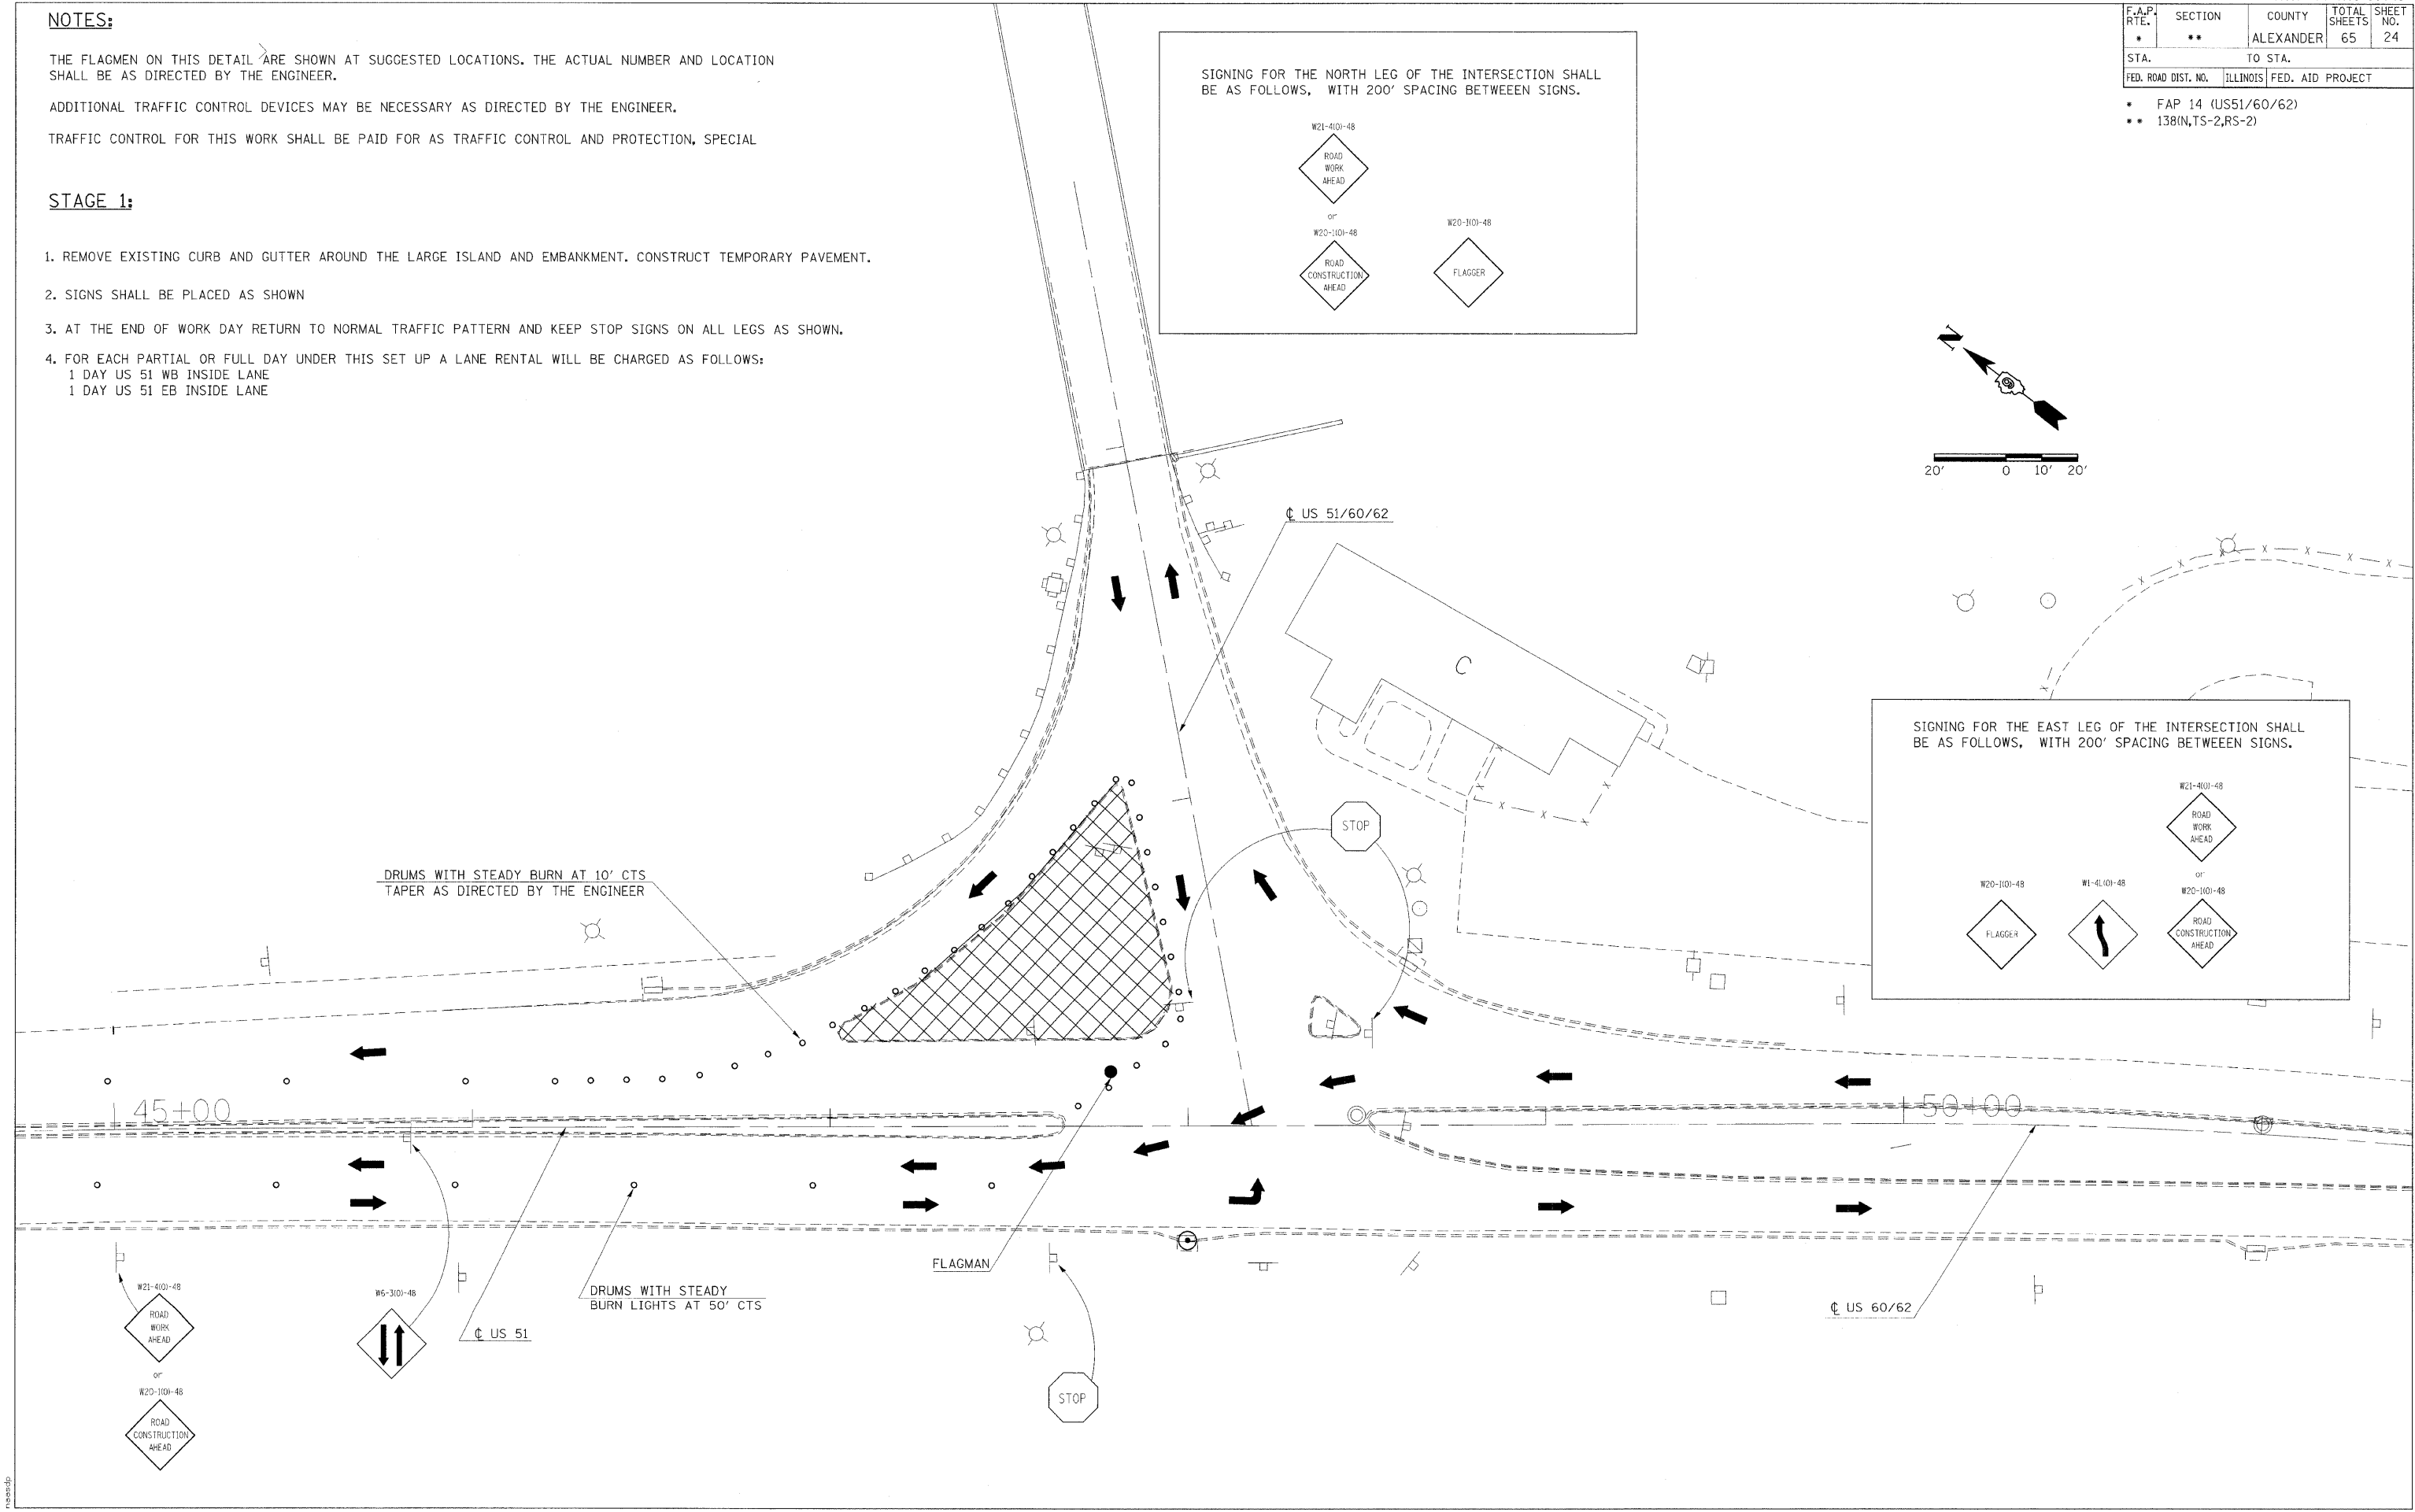 NOTES:
THE FLAGMEN ON THIS DETAIL ARE SHOWN AT SUGGESTED LOCATIONS. THE ACTUAL NUMBER AND LOCATION
SHALL BE AS DIRECTED BY THE ENGINEER.
ADDITIONAL TRAFFIC CONTROL DEVICES MAY BE NECESSARY AS DIRECTED BY THE ENGINEER.
TRAFFIC CONTROL FOR THIS WORK SHALL BE PAID FOR AS TRAFFIC CONTROL AND PROTECTION, SPECIAL
STAGE 1:
1. REMOVE EXISTING CURB AND GUTTER AROUND THE LARGE ISLAND AND EMBANKMENT. CONSTRUCT TEMPORARY PAVEMENT.
2. SIGNS SHALL BE PLACED AS SHOWN
3. AT THE END OF WORK DAY RETURN TO NORMAL TRAFFIC PATTERN AND KEEP STOP SIGNS ON ALL LEGS AS SHOWN.
4. FOR EACH PARTIAL OR FULL DAY UNDER THIS SET UP A LANE RENTAL WILL BE CHARGED AS FOLLOWS:
1 DAY US 51 WB INSIDE LANE
1 DAY US 51 EB INSIDE LANE
SIGNING FOR THE NORTH LEG OF THE INTERSECTION SHALL
BE AS FOLLOWS, WITH 200' SPACING BETWEEEN SIGNS.
W21-4(O)-48
ROAD
WORK
AHEAD
or
W20-1(O)-48
ROAD
CONSTRUCTION
AHEAD
W20-1(O)-48
FLAGGER
F.A.P. RTE. SECTION COUNTY TOTAL SHEETS SHEET NO.
* ** ALEXANDER 65 24
STA. TO STA.
FED. ROAD DIST. NO. ILLINOIS FED. AID PROJECT
* FAP 14 (US51/60/62)
** 138(N,TS-2,RS-2)
N
20' 0 10' 20'
℄ US 51/60/62
C
STOP
SIGNING FOR THE EAST LEG OF THE INTERSECTION SHALL
BE AS FOLLOWS, WITH 200' SPACING BETWEEEN SIGNS.
W21-4(O)-48
ROAD
WORK
AHEAD
or
W20-1(O)-48
FLAGGER
W1-4L(O)-48
W20-1(O)-48
ROAD
CONSTRUCTION
AHEAD
DRUMS WITH STEADY BURN AT 10' CTS
TAPER AS DIRECTED BY THE ENGINEER
45+00
50+00
FLAGMAN
DRUMS WITH STEADY
BURN LIGHTS AT 50' CTS
℄ US 60/62
℄ US 51
W21-4(O)-48
ROAD
WORK
AHEAD
or
W20-1(O)-48
ROAD
CONSTRUCTION
AHEAD
W6-3(O)-48
STOP